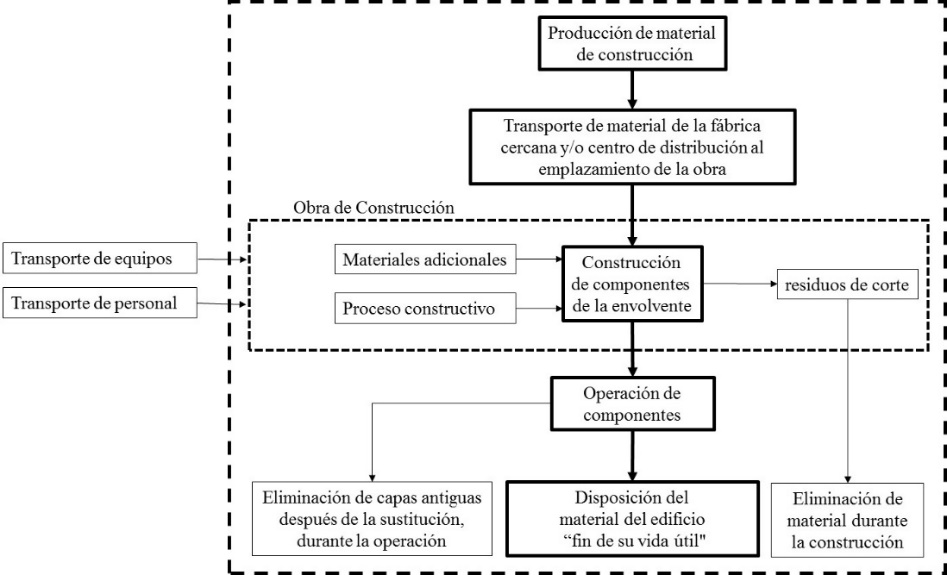 Producción de material
de construcción
Transporte de material de la fábrica
cercana y/o centro de distribución al
emplazamiento de la obra
Obra de Construcción
Transporte de equipos
Transporte de personal
Materiales adicionales
Proceso constructivo
Construcción
de componentes
de la envolvente
residuos de corte
Operación de
componentes
Eliminación de capas antiguas
después de la sustitución,
durante la operación
Disposición del
material del edificio
“fin de su vida útil"
Eliminación de
material durante
la construcción